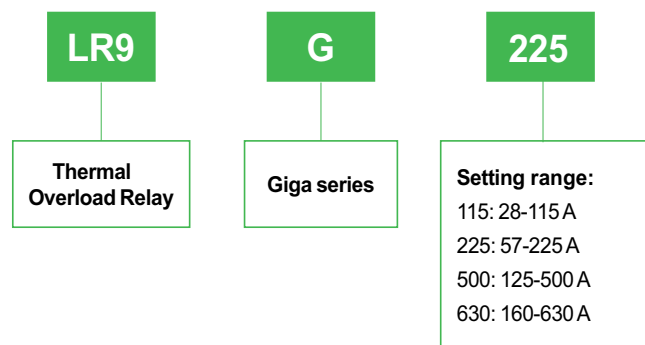 LR9
G
225
Thermal
Overload Relay
Giga series
Setting range:
115: 28-115 A
225: 57-225 A
500: 125-500 A
630: 160-630 A